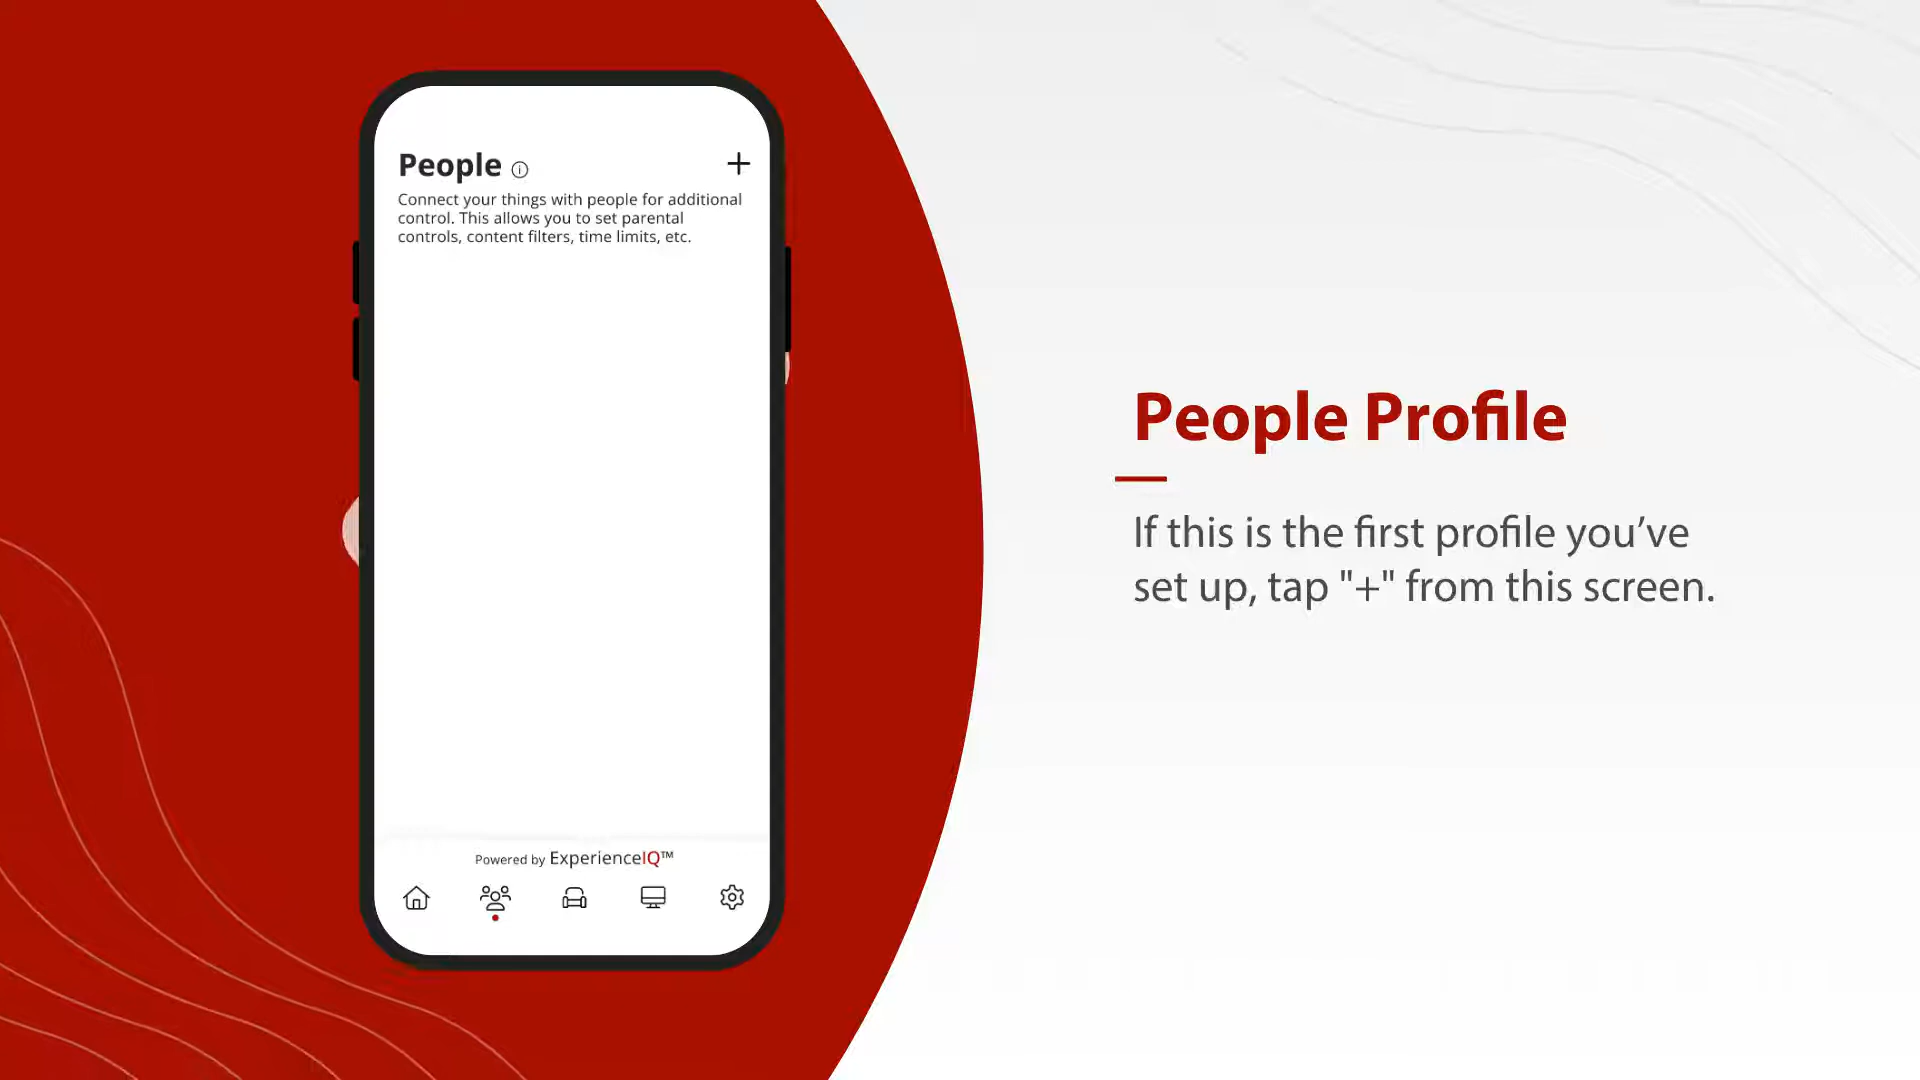 People
Connect your things with people for additional
control. This allows you to set parental
controls, content filters, time limits, etc.
Powered by ExperienceIQ™
People Profile
If this is the first profile you’ve
set up, tap "+" from this screen.